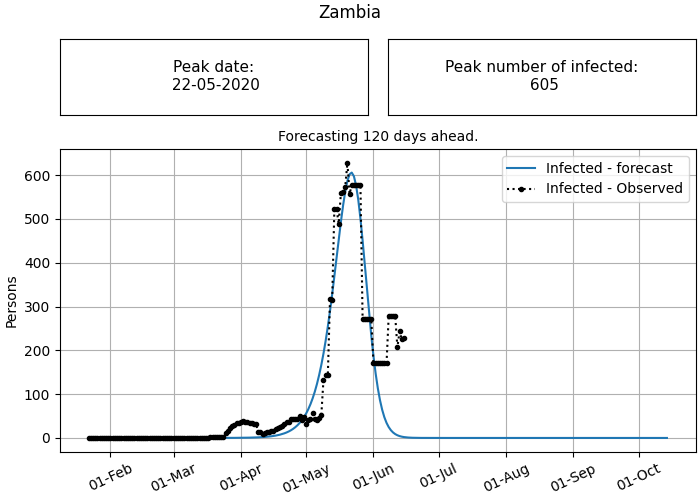 Zambia
Peak date:
22-05-2020
Peak number of infected:
605
Forecasting 120 days ahead.
Infected - forecast
Infected - Observed
Persons
600
500
400
300
200
100
0
01-Feb
01-Mar
01-Apr
01-May
01-Jun
01-Jul
01-Aug
01-Sep
01-Oct